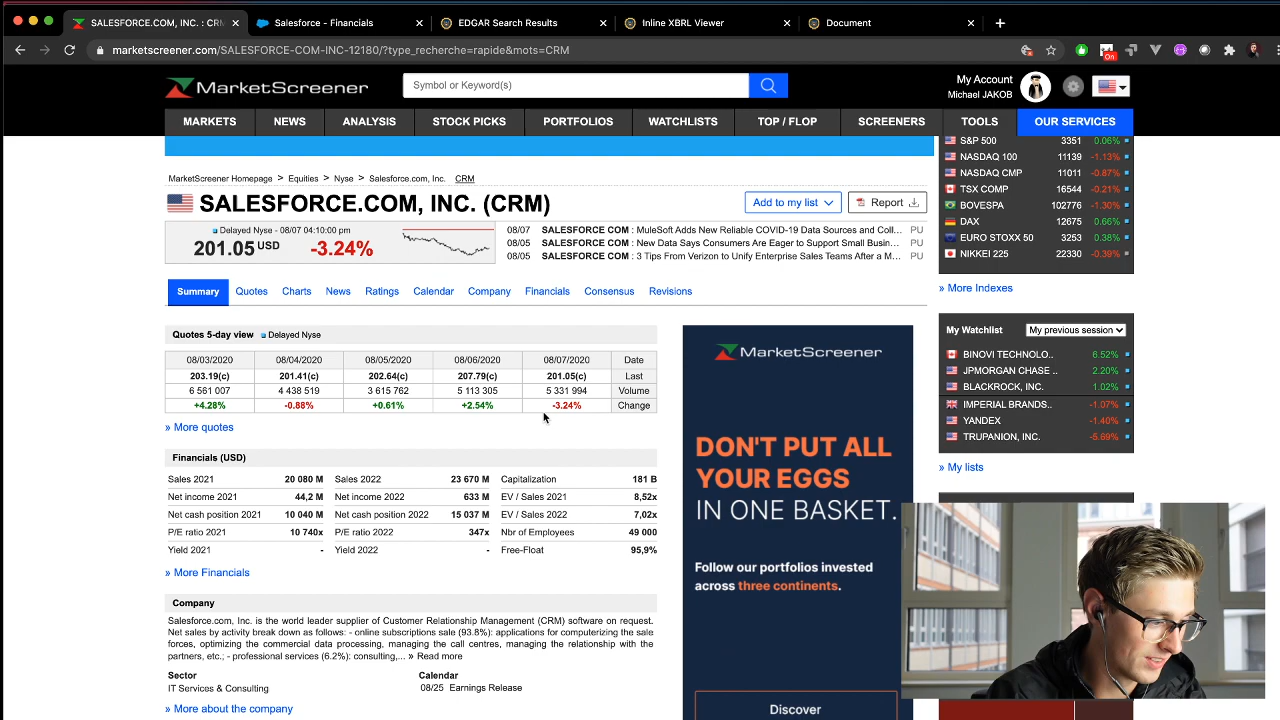 SALESFORCE.COM, INC. : CRM
Salesforce - Financials
EDGAR Search Results
Inline XBRL Viewer
Document
marketscreener.com/SALESFORCE-COM-INC-12180/?type_recherche=rapide&mots=CRM
On
MarketScreener
Symbol or Keyword(s)
My Account
Michael JAKOB
MARKETS NEWS ANALYSIS STOCK PICKS PORTFOLIOS WATCHLISTS TOP / FLOP SCREENERS TOOLS OUR SERVICES
MarketScreener Homepage > Equities > Nyse > Salesforce.com, Inc. CRM
SALESFORCE.COM, INC. (CRM)
Add to my list
Report
Delayed Nyse - 08/07 04:10:00 pm
201.05 USD -3.24%
08/07 SALESFORCE COM : MuleSoft Adds New Reliable COVID-19 Data Sources and Coll... PU
08/05 SALESFORCE COM : New Data Says Consumers Are Eager to Support Small Busin... PU
08/05 SALESFORCE COM : 3 Tips From Verizon to Unify Enterprise Sales Teams After a M... PU
Summary Quotes Charts News Ratings Calendar Company Financials Consensus Revisions
Quotes 5-day view Delayed Nyse
08/03/2020 08/04/2020 08/05/2020 08/06/2020 08/07/2020 Date
203.19(c) 201.41(c) 202.64(c) 207.79(c) 201.05(c) Last
6 561 007 4 438 519 3 615 762 5 113 305 5 331 994 Volume
+4.28% -0.88% +0.61% +2.54% -3.24% Change
» More quotes
Financials (USD)
Sales 2021 20 080 M Sales 2022 23 670 M Capitalization 181 B
Net income 2021 44,2 M Net income 2022 633 M EV / Sales 2021 8,52x
Net cash position 2021 10 040 M Net cash position 2022 15 037 M EV / Sales 2022 7,02x
P/E ratio 2021 10 740x P/E ratio 2022 347x Nbr of Employees 49 000
Yield 2021 - Yield 2022 - Free-Float 95,9%
» More Financials
Company
Salesforce.com, Inc. is the world leader supplier of Customer Relationship Management (CRM) software on request.
Net sales by activity break down as follows: - online subscriptions sale (93.8%): applications for computerizing the sale
forces, optimizing the commercial data processing, managing the call centres, managing the relationship with the
partners, etc.; - professional services (6.2%): consulting,... » Read more
Sector
IT Services & Consulting
Calendar
08/25 Earnings Release
» More about the company
MarketScreener
DON'T PUT ALL
YOUR EGGS
IN ONE BASKET.
Follow our portfolios invested
across three continents.
Discover
S&P 500 3351 0.06%
NASDAQ 100 11139 -1.13%
NASDAQ CMP 11011 -0.87%
TSX COMP 16544 -0.21%
BOVESPA 102776 -1.30%
DAX 12675 0.66%
EURO STOXX 50 3253 0.38%
NIKKEI 225 22330 -0.39%
» More Indexes
My Watchlist My previous session
BINOVI TECHNOLO.. 6.52%
JPMORGAN CHASE .. 2.20%
BLACKROCK, INC. 1.02%
IMPERIAL BRANDS.. -1.07%
YANDEX -1.40%
TRUPANION, INC. -5.69%
» My lists